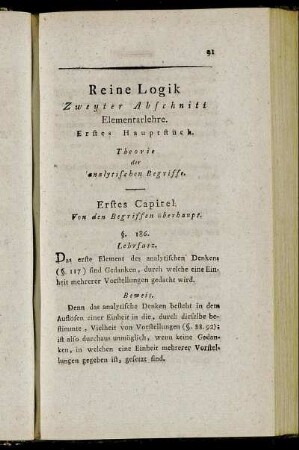 91
Reine Logik
Zweyter Abschnitt
Elementarlehre.
Erstes Hauptstück.
Theorie
der
analytischen Begriffe.
Erstes Capitel.
Von den Begriffen überhaupt.
§. 186.
Lehrsatz.
Das erste Element des analytischen Denkens
(§. 117) sind Gedanken, durch welche eine Ein-
heit mehrerer Vorstellungen gedacht wird.
Beweis.
Denn das analytische Denken besteht in dem
Auflösen einer Einheit in die, durch dieselbe be-
stimmte, Vielheit von Vorstellungen (§. 88. 92):
ist also durchaus unmöglich, wenn keine Gedan-
ken, in welchen eine Einheit mehrerer Vorstel-
lungen gegeben ist, gesetzt sind.